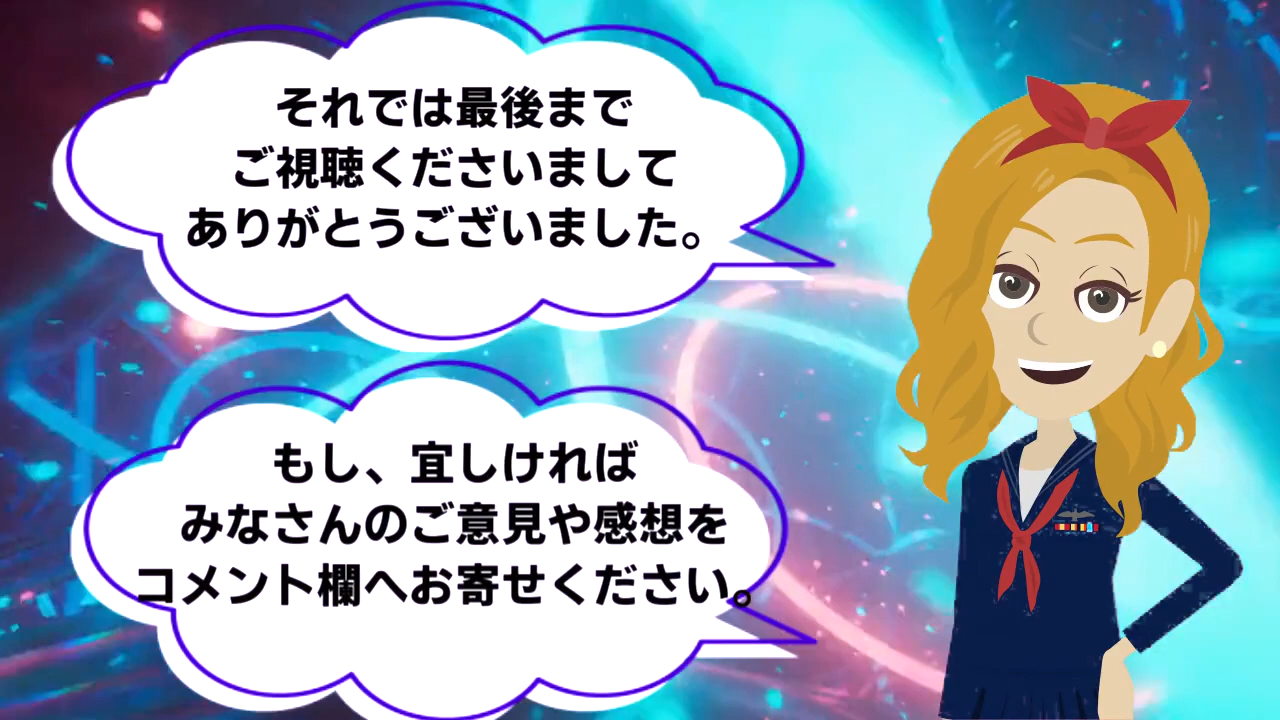 それでは最後まで
ご視聴くださいまして
ありがとうございました。
もし、宜しければ
みなさんのご意見や感想を
コメント欄へお寄せください。